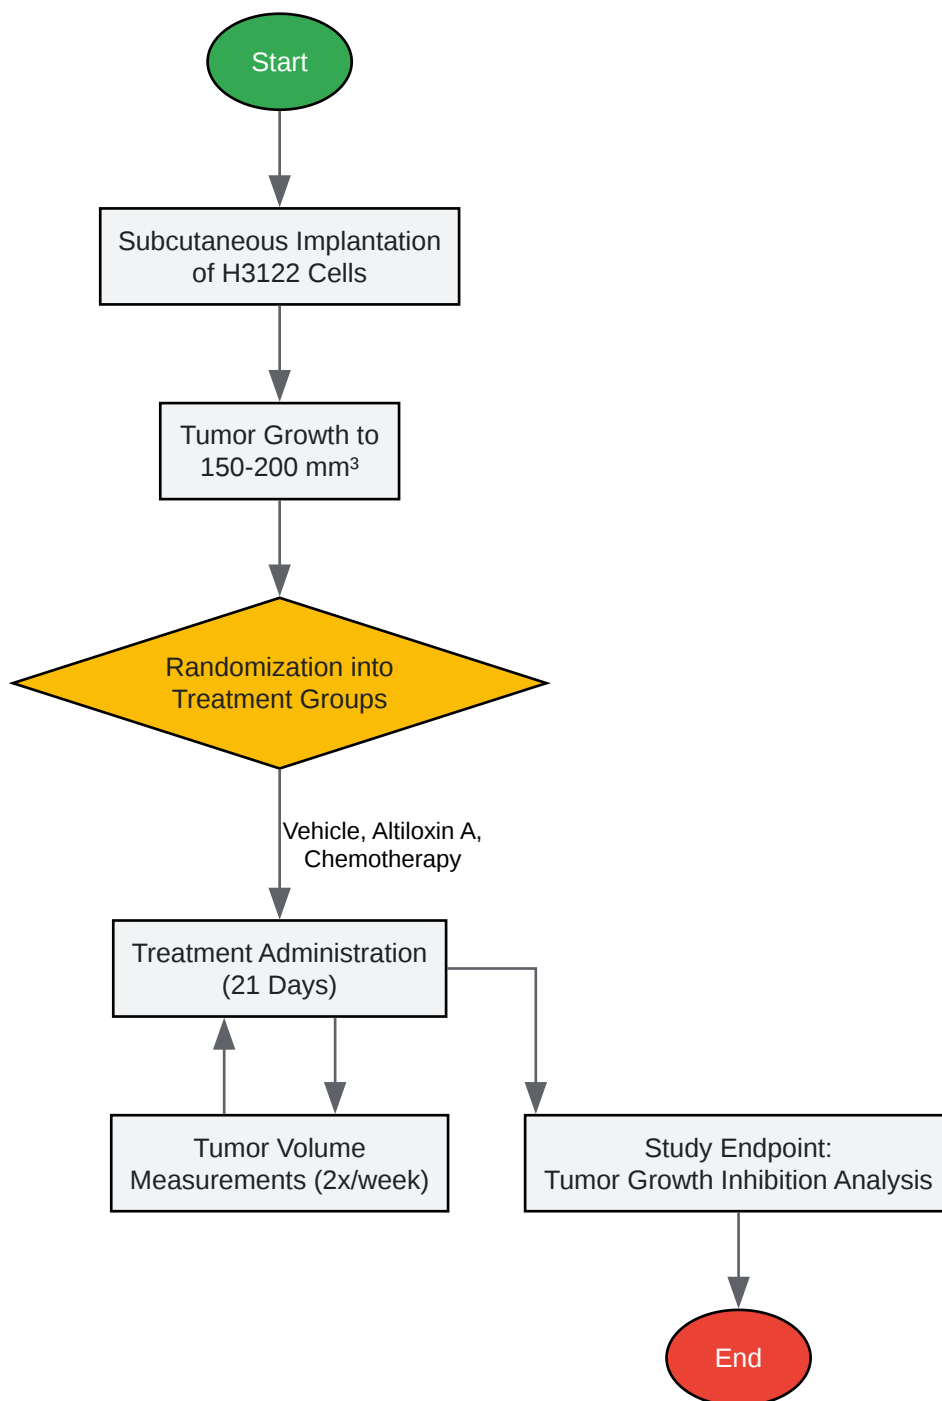 Start
Subcutaneous Implantation
of H3122 Cells
Tumor Growth to
150-200 mm³
Randomization into
Treatment Groups
Vehicle, Altiloxin A,
Chemotherapy
Treatment Administration
(21 Days)
Tumor Volume
Measurements (2x/week)
Study Endpoint:
Tumor Growth Inhibition Analysis
End